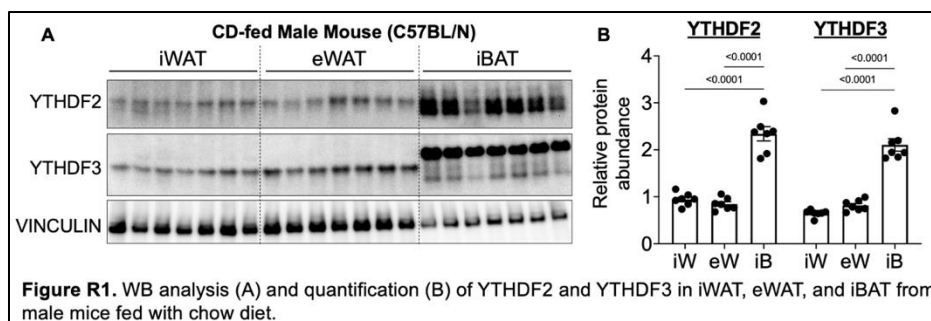 A
CD-fed Male Mouse (C57BL/N)
iWAT eWAT iBAT
YTHDF2
YTHDF3
VINCULIN
B
YTHDF2 YTHDF3
<0.0001 <0.0001
<0.0001 <0.0001
Relative protein
abundance
4
3
2
1
0
iW eW iB iW eW iB
Figure R1. WB analysis (A) and quantification (B) of YTHDF2 and YTHDF3 in iWAT, eWAT, and iBAT from
male mice fed with chow diet.